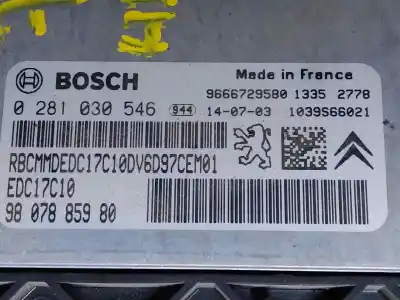 BOSCH
Made in France
9666729580 1335 2778
0 281 030 546 944 14-07-03 1039S66021
RBCMMDEDC17C10DV6D97CEM01
EDC17C10
98 078 859 80